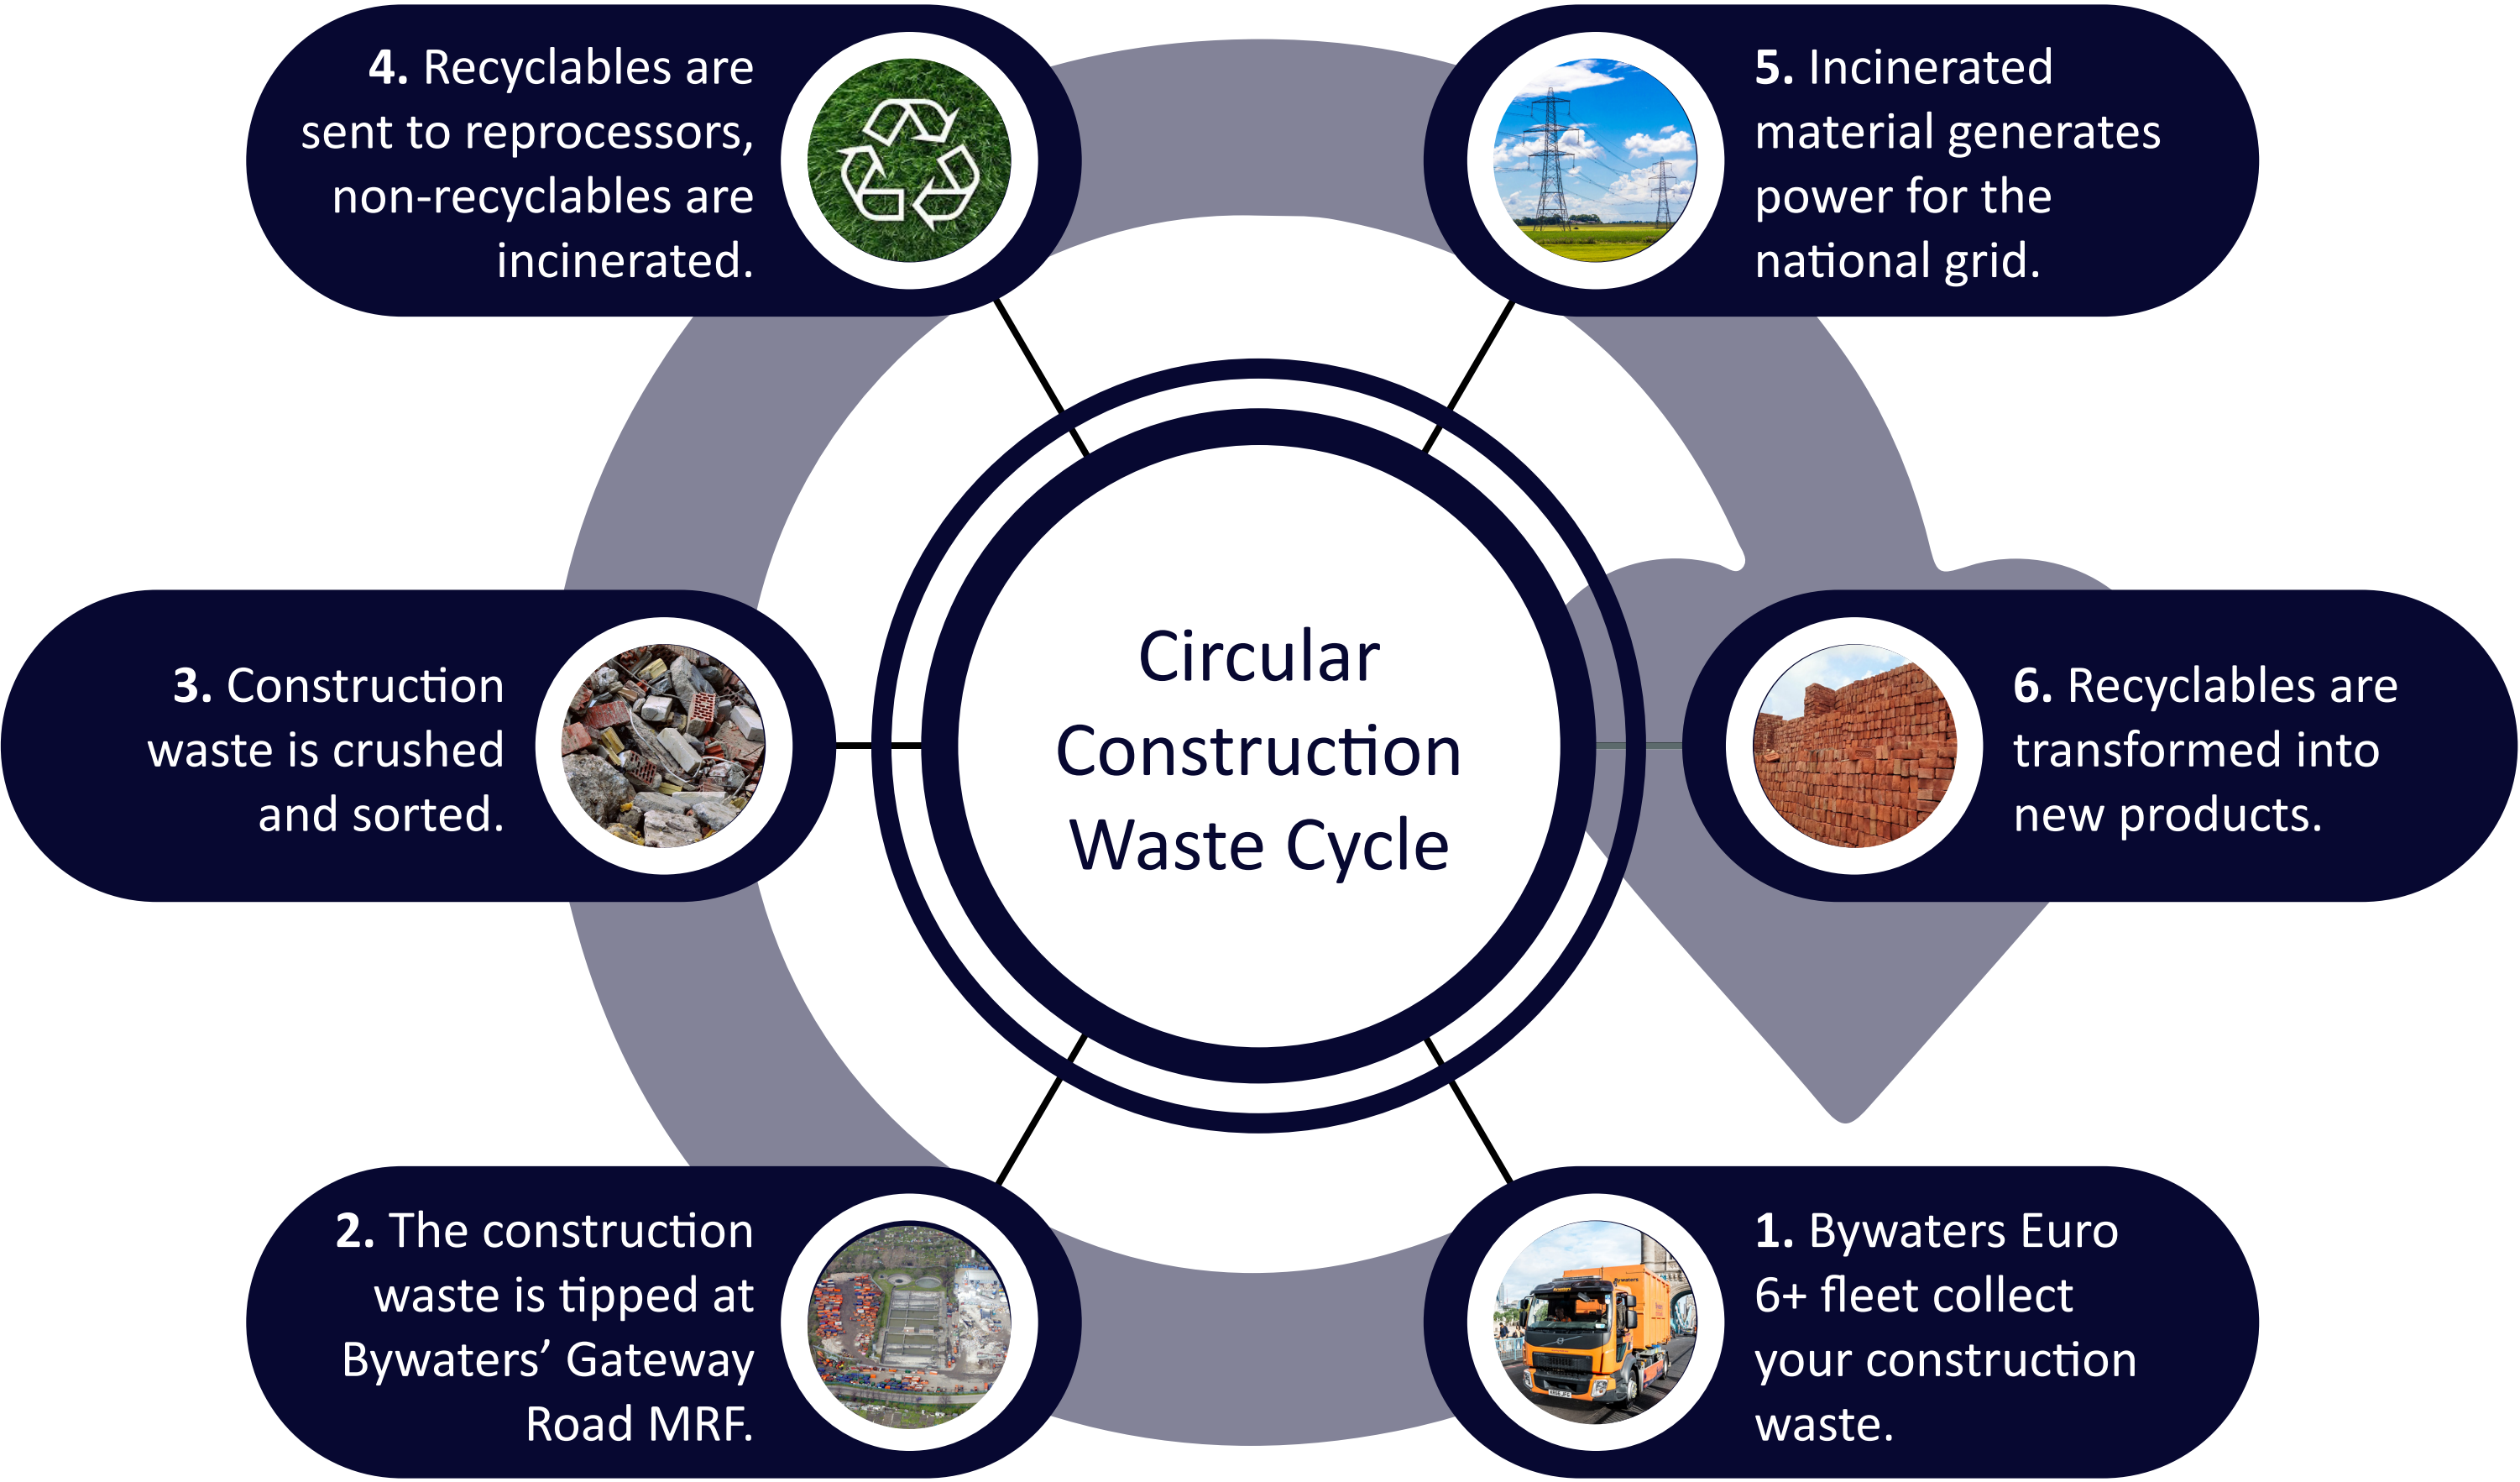 4. Recyclables are
sent to reprocessors,
non-recyclables are
incinerated.
5. Incinerated
material generates
power for the
national grid.
3. Construction
waste is crushed
and sorted.
Circular
Construction
Waste Cycle
6. Recyclables are
transformed into
new products.
2. The construction
waste is tipped at
Bywaters’ Gateway
Road MRF.
1. Bywaters Euro
6+ fleet collect
your construction
waste.
Bywaters